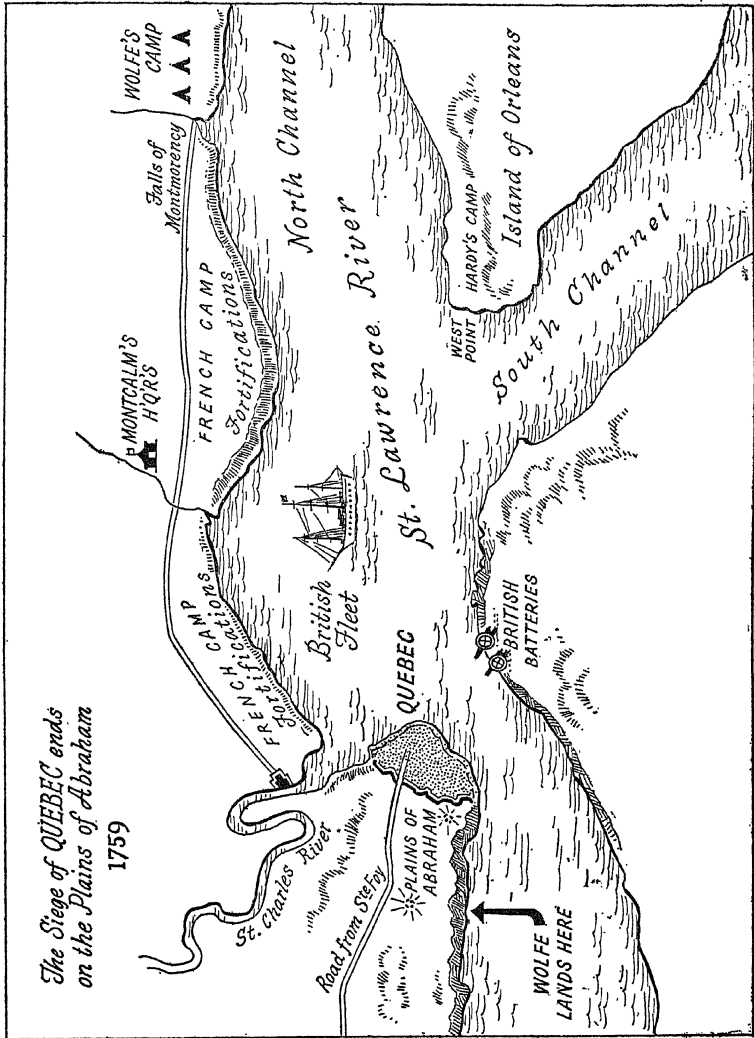 The Siege of QUEBEC ends
on the Plains of Abraham
1759
St. Charles River
Road from Ste Foy
PLAINS OF
ABRAHAM
WOLFE
LANDS HERE
QUEBEC
FRENCH CAMP
Fortifications
British
Fleet
BRITISH
BATTERIES
MONTCALM'S
H'QR'S
FRENCH CAMP
Fortifications
St. Lawrence River
Falls of
Montmorency
WOLFE'S
CAMP
North Channel
WEST
POINT
HARDY'S CAMP
Island of Orleans
South Channel